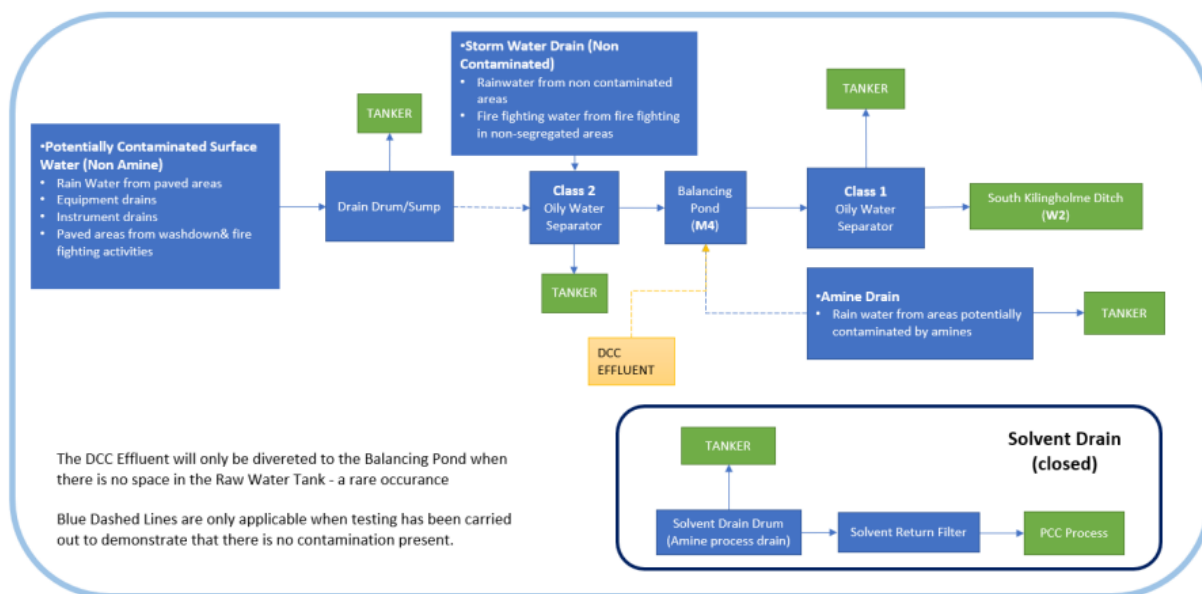 •Potentially Contaminated Surface
Water (Non Amine)
• Rain Water from paved areas
• Equipment drains
• Instrument drains
• Paved areas from washdown& fire
fighting activities
TANKER
Drain Drum/Sump
•Storm Water Drain (Non
Contaminated)
• Rainwater from non contaminated
areas
• Fire fighting water from fire fighting
in non-segregated areas
Class 2
Oily Water
Separator
TANKER
Balancing
Pond
(M4)
TANKER
Class 1
Oily Water
Separator
South Kilingholme Ditch
(W2)
•Amine Drain
• Rain water from areas potentially
contaminated by amines
TANKER
DCC
EFFLUENT
The DCC Effluent will only be divereted to the Balancing Pond when
there is no space in the Raw Water Tank - a rare occurance
Blue Dashed Lines are only applicable when testing has been carried
out to demonstrate that there is no contamination present.
Solvent Drain
(closed)
TANKER
Solvent Drain Drum
(Amine process drain)
Solvent Return Filter
PCC Process